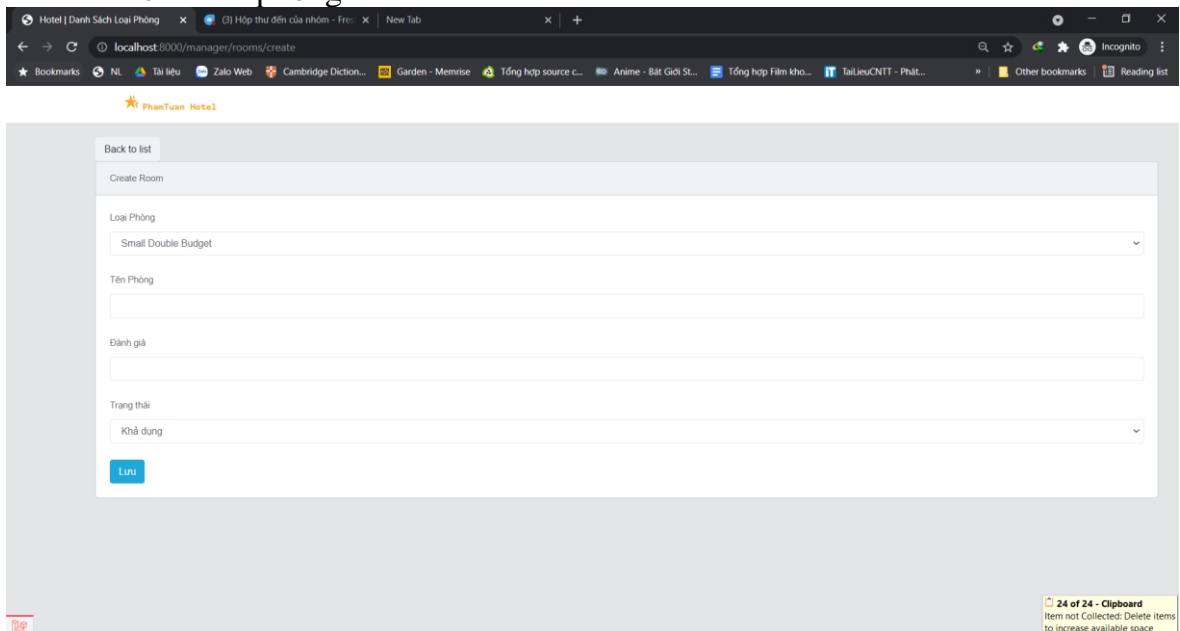 Hotel | Danh Sách Loại Phòng
(3) Hộp thư đến của nhóm - Fres
New Tab
localhost:8000/manager/rooms/create
Incognito
Bookmarks NL Tài liệu Zalo Web Cambridge Diction... Garden - Memrise Tổng hợp source c... Anime - Bát Giới St... Tổng hợp Film kho... TaiLieuCNTT - Phát... » Other bookmarks Reading list
PhamTuan Hotel
Back to list
Create Room
Loại Phòng
Small Double Budget
Tên Phòng
Đánh giá
Trạng thái
Khả dụng
Lưu
24 of 24 - Clipboard
Item not Collected: Delete items
to increase available space